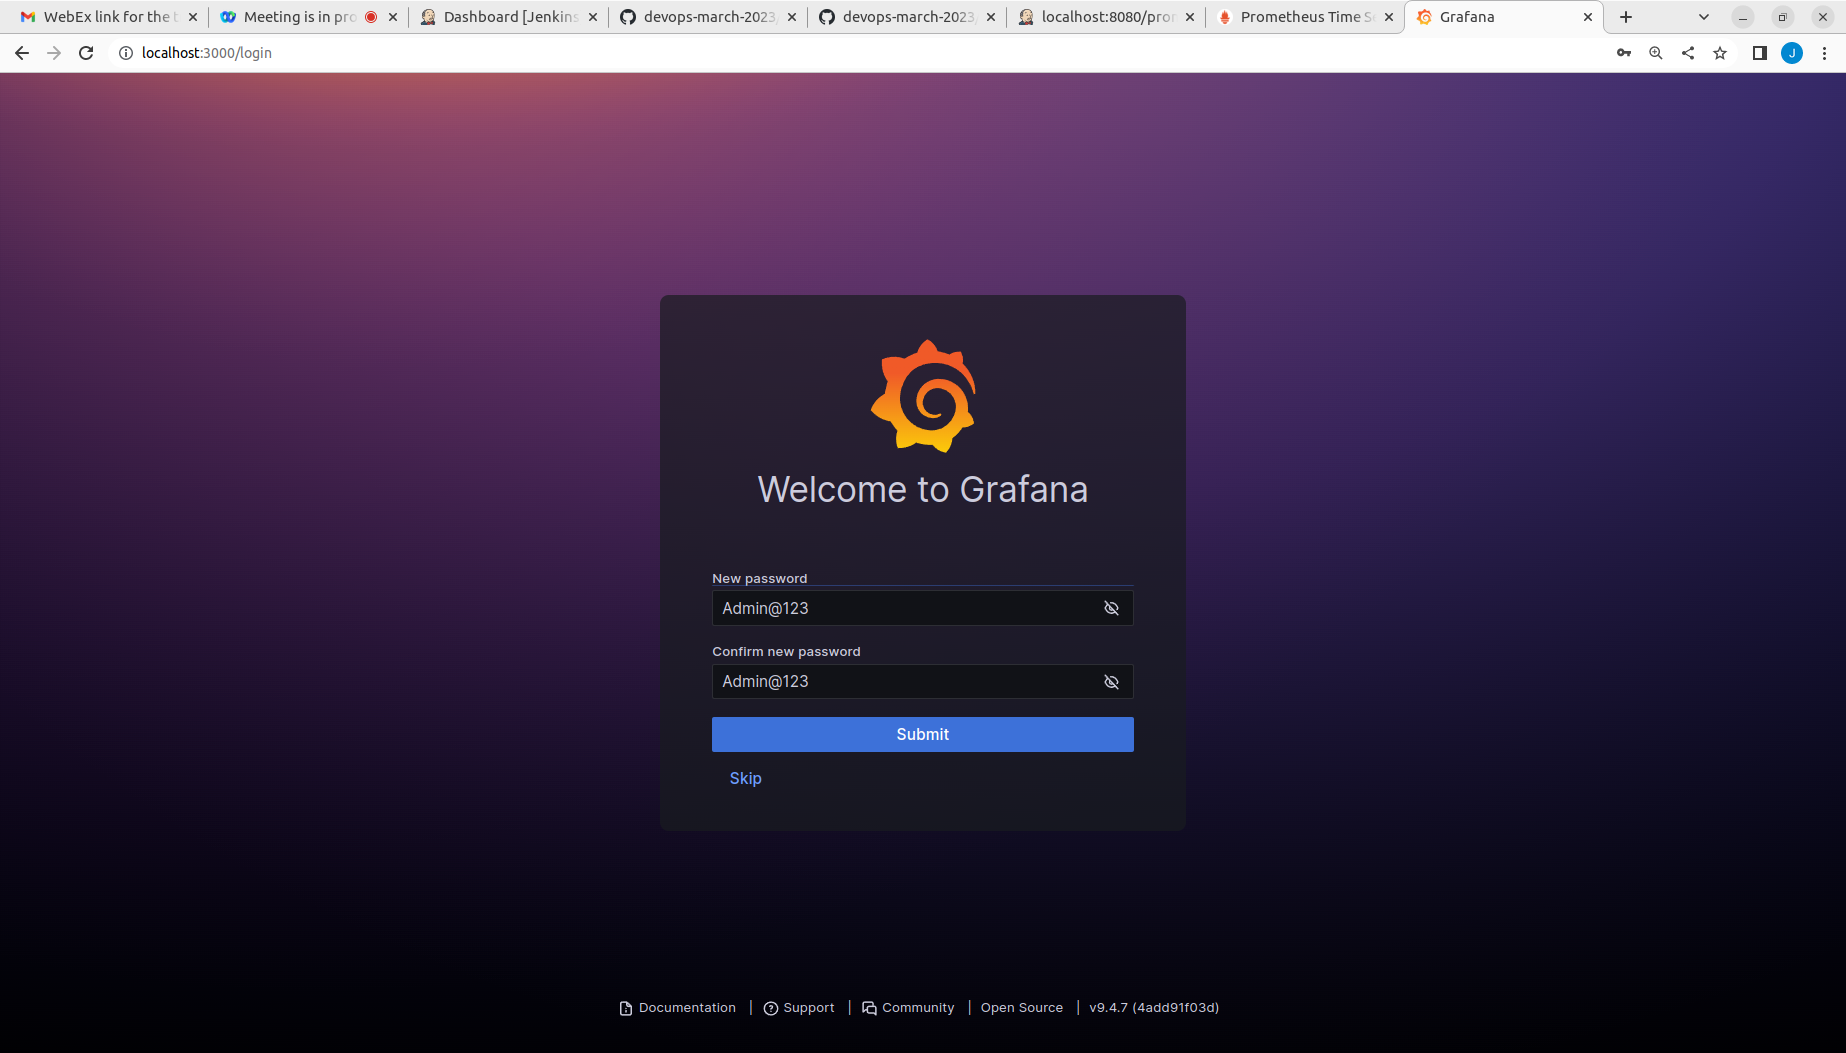 WebEx link for the t
Meeting is in pro
Dashboard [Jenkins
devops-march-2023
devops-march-2023
localhost:8080/pro
Prometheus Time S
Grafana
localhost:3000/login
J
Welcome to Grafana
New password
Admin@123
Confirm new password
Admin@123
Submit
Skip
Documentation | Support | Community | Open Source | v9.4.7 (4add91f03d)